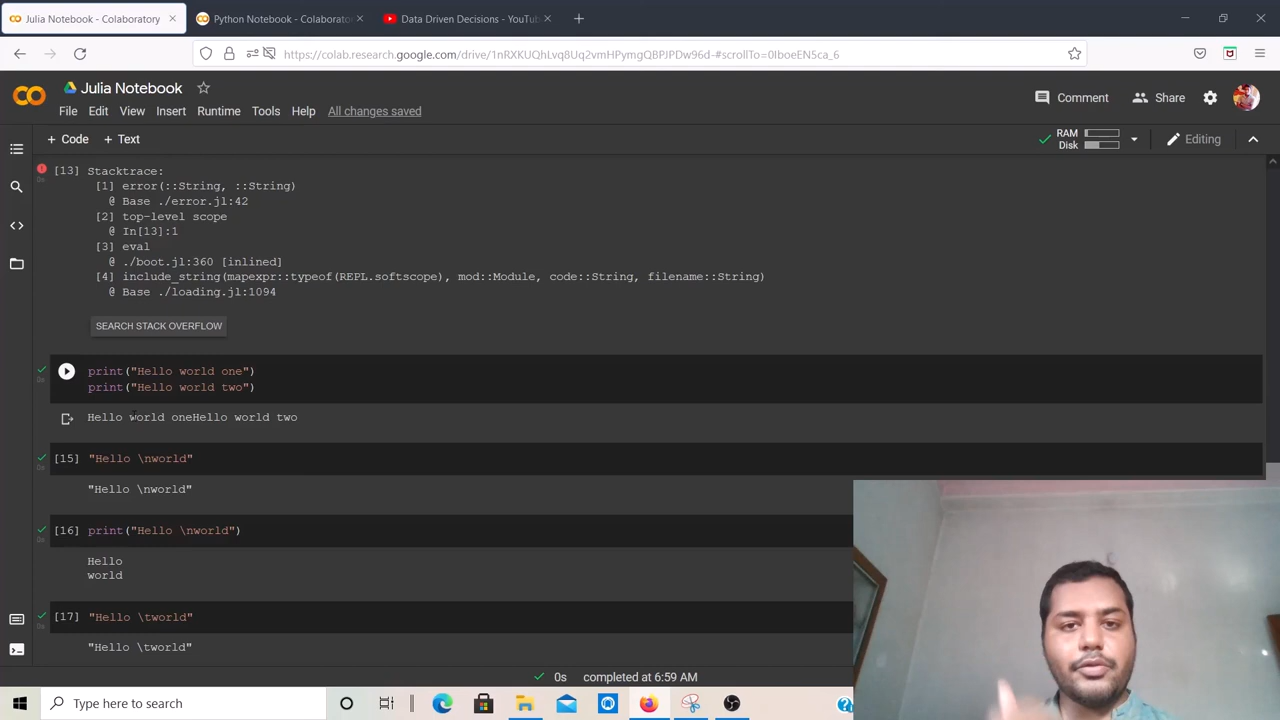 Julia Notebook - Colaboratory
Python Notebook - Colaborato
Data Driven Decisions - YouTu
https://colab.research.google.com/drive/1nRXKUQhLvq8Uq2vmHPymgQBPJPDw96d-#scrollTo=0IboeEN5ca_6
Julia Notebook
File Edit View Insert Runtime Tools Help All changes saved
Comment Share
+ Code + Text
RAM
Disk
Editing
[13] Stacktrace:
[1] error(::String, ::String)
@ Base ./error.jl:42
[2] top-level scope
@ In[13]:1
[3] eval
@ ./boot.jl:360 [inlined]
[4] include_string(mapexpr::typeof(REPL.softscope), mod::Module, code::String, filename::String)
@ Base ./loading.jl:1094
SEARCH STACK OVERFLOW
print("Hello world one")
print("Hello world two")
Hello world oneHello world two
[15] "Hello \nworld"
"Hello \nworld"
[16] print("Hello \nworld")
Hello
world
[17] "Hello \tworld"
"Hello \tworld"
0s completed at 6:59 AM
Type here to search